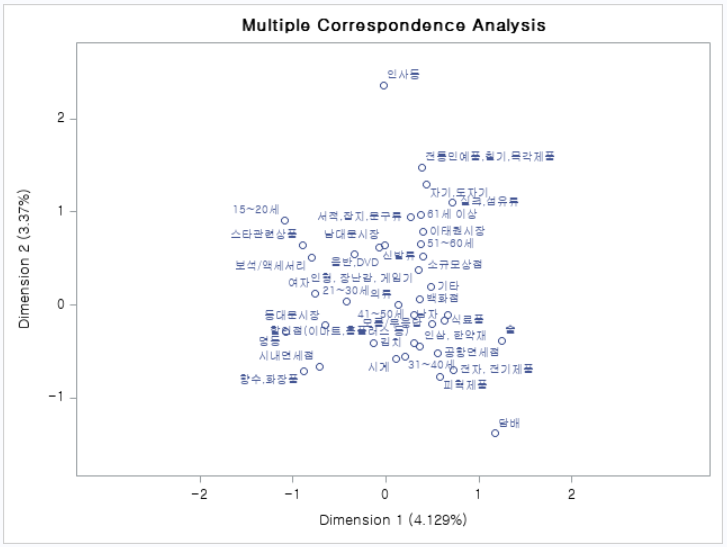 Multiple Correspondence Analysis
인사동
2
전통민예품,칠기,목각제품
자기,도자기
실크,섬유류
15~20세
서적,잡지,문구류
61세 이상
1
스타관련상품
남대문시장
이태원시장
51~60세
보석/액세서리
음반,DVD
신발류
소규모상점
여자
인형, 장난감, 게임기
기타
21~30세
의류
백화점
0
동대문시장
41~50세
남자
식료품
할인점(이마트,홈플러스 등)
술
명동
김치
인삼, 한약재
시내면세점
공항면세점
시계
31~40세
전자, 전기제품
향수,화장품
피혁제품
-1
담배
-2
-1
0
1
2
Dimension 1 (4.129%)
Dimension 2 (3.37%)